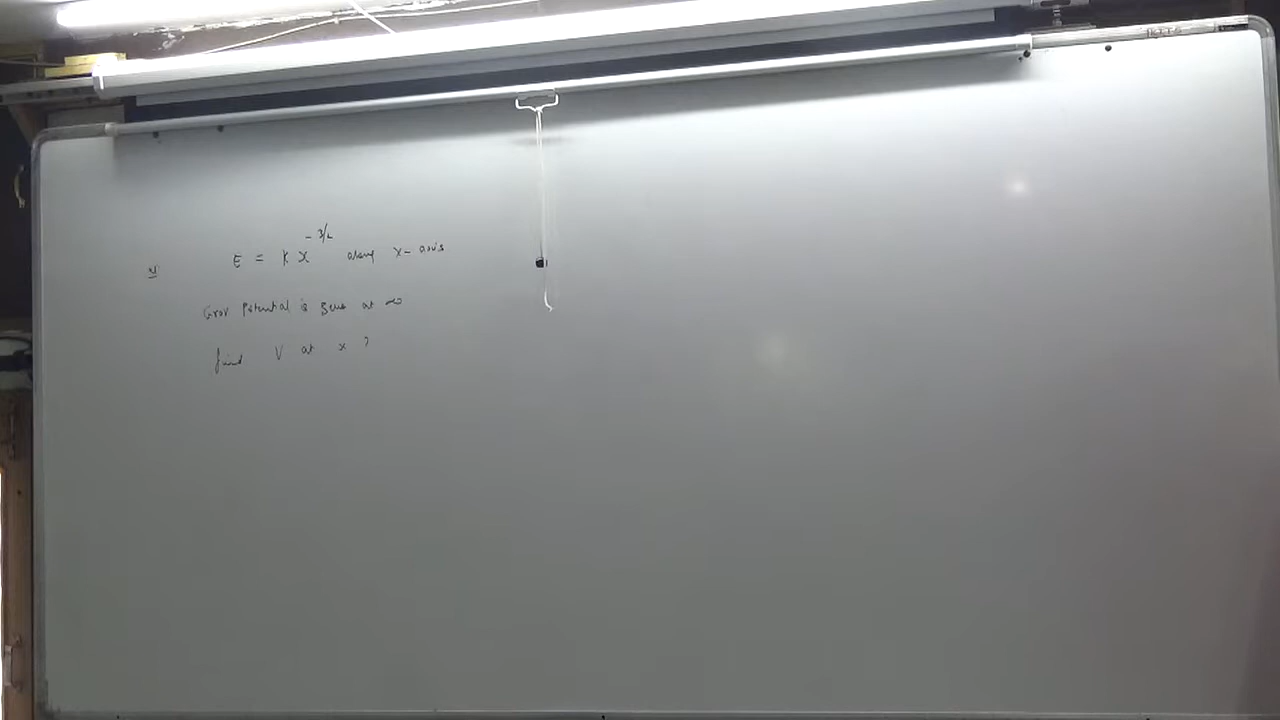 E = K x^{-3/2} along x-axis
Grav Potential is zero at ∞
find V at x ?